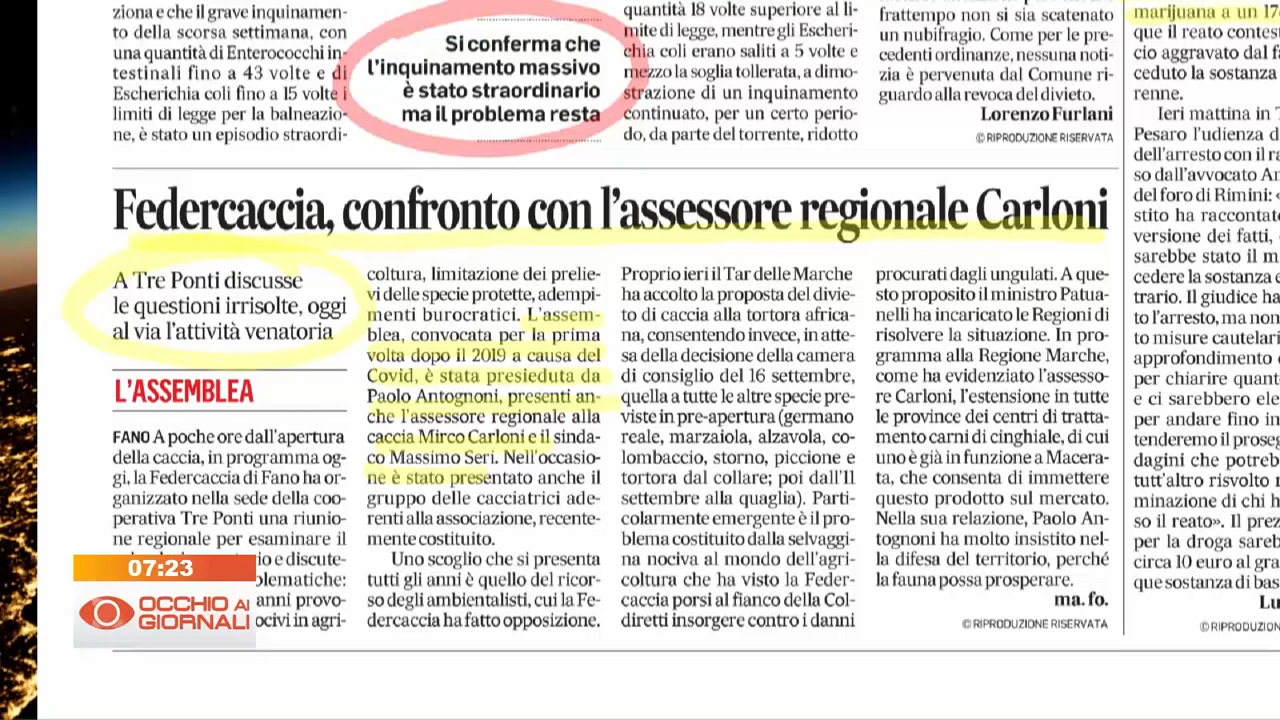 ziona e che il grave inquinamen-
to della scorsa settimana, con
una quantità di Enterococchi in-
testinali fino a 43 volte e di
Escherichia coli fino a 15 volte i
limiti di legge per la balneazio-
ne, è stato un episodio straordi-
Si conferma che
l'inquinamento massivo
è stato straordinario
ma il problema resta
quantità 18 volte superiore al li-
mite di legge, mentre gli Escheri-
chia coli erano saliti a 5 volte e
mezzo la soglia tollerata, a dimo-
strazione di un inquinamento
continuato, per un certo perio-
do, da parte del torrente, ridotto
frattempo non si sia scatenato
un nubifragio. Come per le pre-
cedenti ordinanze, nessuna noti-
zia è pervenuta dal Comune ri-
guardo alla revoca del divieto.
Lorenzo Furlani
© RIPRODUZIONE RISERVATA
Federcaccia, confronto con l'assessore regionale Carloni
A Tre Ponti discusse
le questioni irrisolte, oggi
al via l'attività venatoria
L'ASSEMBLEA
FANO A poche ore dall'apertura
della caccia, in programma og-
gi, la Federcaccia di Fano ha or-
ganizzato nella sede della coo-
perativa Tre Ponti una riunio-
ne regionale per esaminare il
io e discute-
blematiche:
anni provo-
ocivi in agri-
coltura, limitazione dei prelie-
vi delle specie protette, adempi-
menti burocratici. L'assem-
blea, convocata per la prima
volta dopo il 2019 a causa del
Covid, è stata presieduta da
Paolo Antognoni, presenti an-
che l'assessore regionale alla
caccia Mirco Carloni e il sinda-
co Massimo Seri. Nell'occasio-
ne è stato presentato anche il
gruppo delle cacciatrici ade-
renti alla associazione, recente-
mente costituito.
Uno scoglio che si presenta
tutti gli anni è quello del ricor-
so degli ambientalisti, cui la Fe-
dercaccia ha fatto opposizione.
Proprio ieri il Tar delle Marche
ha accolto la proposta del divie-
to di caccia alla tortora africa-
na, consentendo invece, in atte-
sa della decisione della camera
di consiglio del 16 settembre,
quella a tutte le altre specie pre-
viste in pre-apertura (germano
reale, marzaiola, alzavola, co-
lombaccio, storno, piccione e
tortora dal collare; poi dall'11
settembre alla quaglia). Parti-
colarmente emergente è il pro-
blema costituito dalla selvaggi-
na nociva al mondo dell'agri-
coltura che ha visto la Feder-
caccia porsi al fianco della Col-
diretti insorgere contro i danni
procurati dagli ungulati. A que-
sto proposito il ministro Patua-
nelli ha incaricato le Regioni di
risolvere la situazione. In pro-
gramma alla Regione Marche,
come ha evidenziato l'assesso-
re Carloni, l'estensione in tutte
le province dei centri di tratta-
mento carni di cinghiale, di cui
uno è già in funzione a Macera-
ta, che consenta di immettere
questo prodotto sul mercato.
Nella sua relazione, Paolo An-
tognoni ha molto insistito nel-
la difesa del territorio, perché
la fauna possa prosperare.
ma. fo.
© RIPRODUZIONE RISERVATA
marijuana a un 17
que il reato contest
cio aggravato dal f
ceduto la sostanza
renne.
Ieri mattina in T
Pesaro l'udienza d
dell'arresto con il ra
so dall'avvocato An
del foro di Rimini:
stito ha raccontato
versione dei fatti,
sarebbe stato il m
cedere la sostanza e
trario. Il giudice ha
to l'arresto, ma non
to misure cautelari
approfondimento
per chiarire quant
e ci sarebbero ele
per andare fino in
tenderemo il proseg
dagini che potreb
tutt'altro risvolto r
minazione di chi h
so il reato». Il prez
per la droga sareb
circa 10 euro al gra
que sostanza di bas
Lu
© RIPRODUZION
07:23
OCCHIO AI
GIORNALI